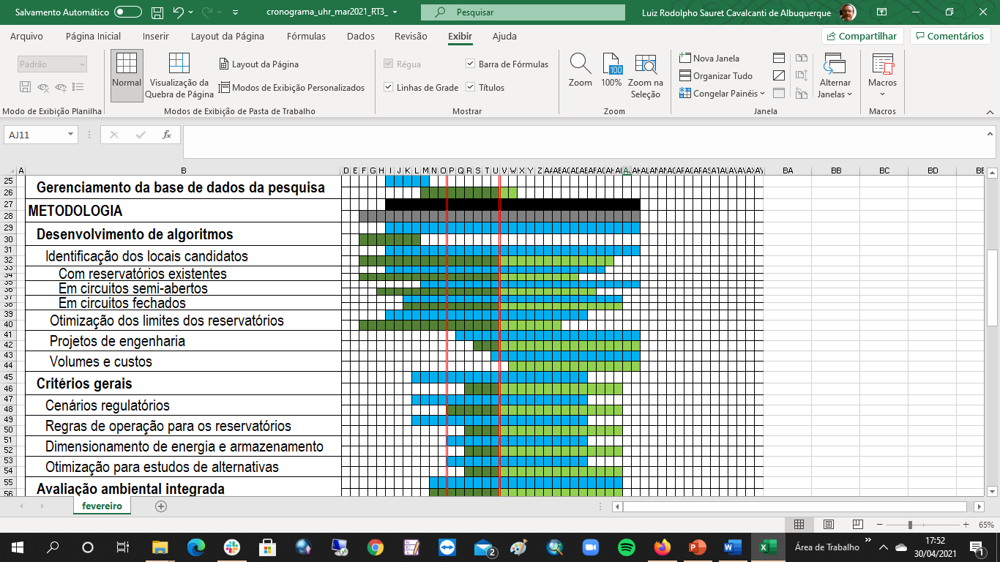 Salvamento Automático
cronograma_uhr_mar2021_RT3_
Pesquisar
Luiz Rodolpho Sauret Cavalcanti de Albuquerque
Arquivo Página Inicial Inserir Layout da Página Fórmulas Dados Revisão Exibir Ajuda
Compartilhar Comentários
Padrão
Normal
Visualização da Quebra de Página
Layout da Página
Modos de Exibição Personalizados
Régua
Barra de Fórmulas
Linhas de Grade
Títulos
Zoom
100
100%
Zoom na Seleção
Nova Janela
Organizar Tudo
Congelar Painéis
Alternar Janelas
Macros
Modo de Exibição Planilha
Modos de Exibição de Pasta de Trabalho
Mostrar
Zoom
Janela
Macros
AJ11
fx
A B D E F G H I J K L M N O P Q R S T U V W X Y Z BA BB BC BD
25
Gerenciamento da base de dados da pesquisa
26
27
METODOLOGIA
28
29
Desenvolvimento de algoritmos
30
31
Identificação dos locais candidatos
32
33
Com reservatórios existentes
34
35
Em circuitos semi-abertos
36
37
Em circuitos fechados
38
39
Otimização dos limites dos reservatórios
40
41
Projetos de engenharia
42
43
Volumes e custos
44
45
Critérios gerais
46
47
Cenários regulatórios
48
49
Regras de operação para os reservatórios
50
51
Dimensionamento de energia e armazenamento
52
53
Otimização para estudos de alternativas
54
55
Avaliação ambiental integrada
56
fevereiro
65%
2
Área de Trabalho
17:52
30/04/2021
1